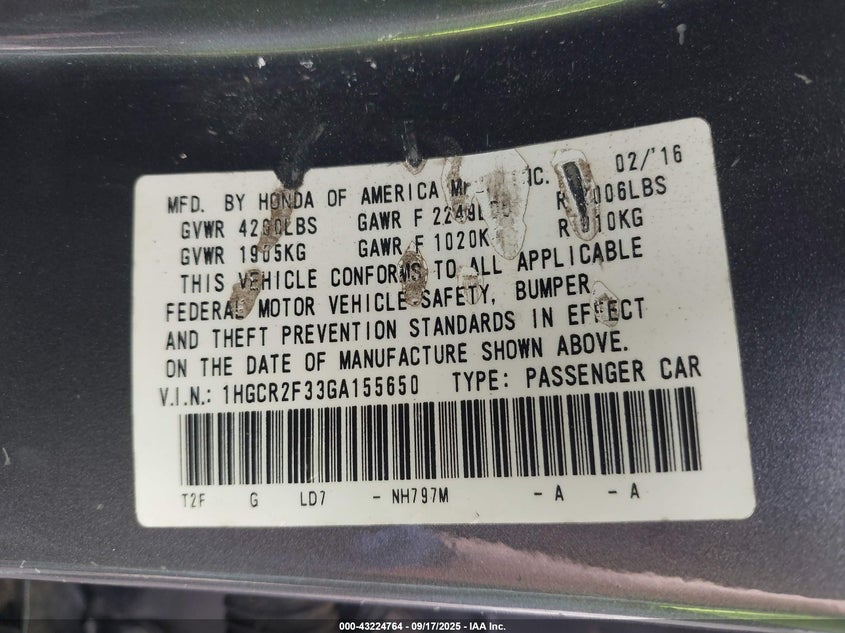 MFD. BY HONDA OF AMERICA INC. 02/'16
GVWR LBS GAWR F R
GVWR 1905KG GAWR F 1020K R
THIS VEHICLE CONFORMS TO ALL APPLICABLE
FEDERAL MOTOR VEHICLE SAFETY, BUMPER,
AND THEFT PREVENTION STANDARDS IN EFFECT
ON THE DATE OF MANUFACTURE SHOWN ABOVE.
V.I.N.: 1HGCR2F33GA155650 TYPE: PASSENGER CAR
T2F G LD7 - NH797M - A - A
000-43224764 - 09/17/2025 - IAA Inc.